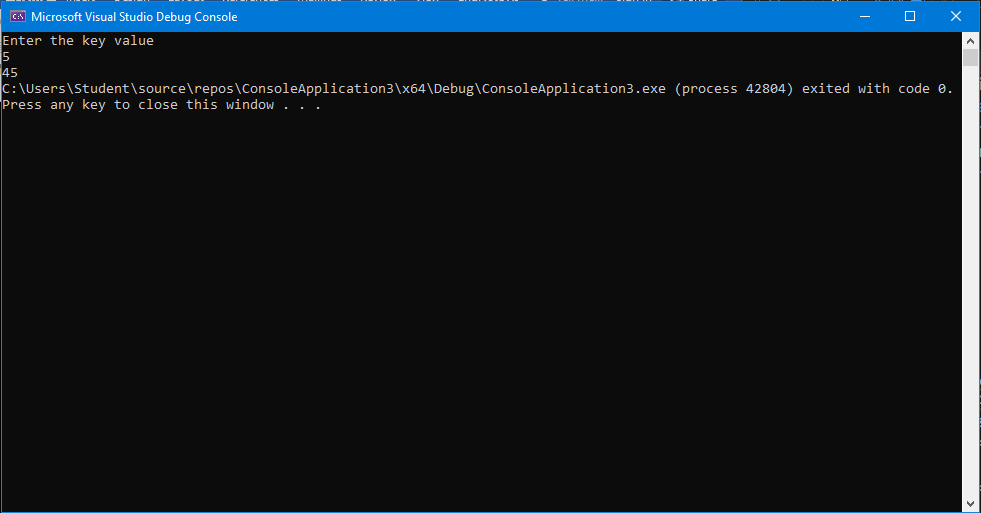 Microsoft Visual Studio Debug Console
Enter the key value
5
45
C:\Users\Student\source\repos\ConsoleApplication3\x64\Debug\ConsoleApplication3.exe (process 42804) exited with code 0.
Press any key to close this window . . .